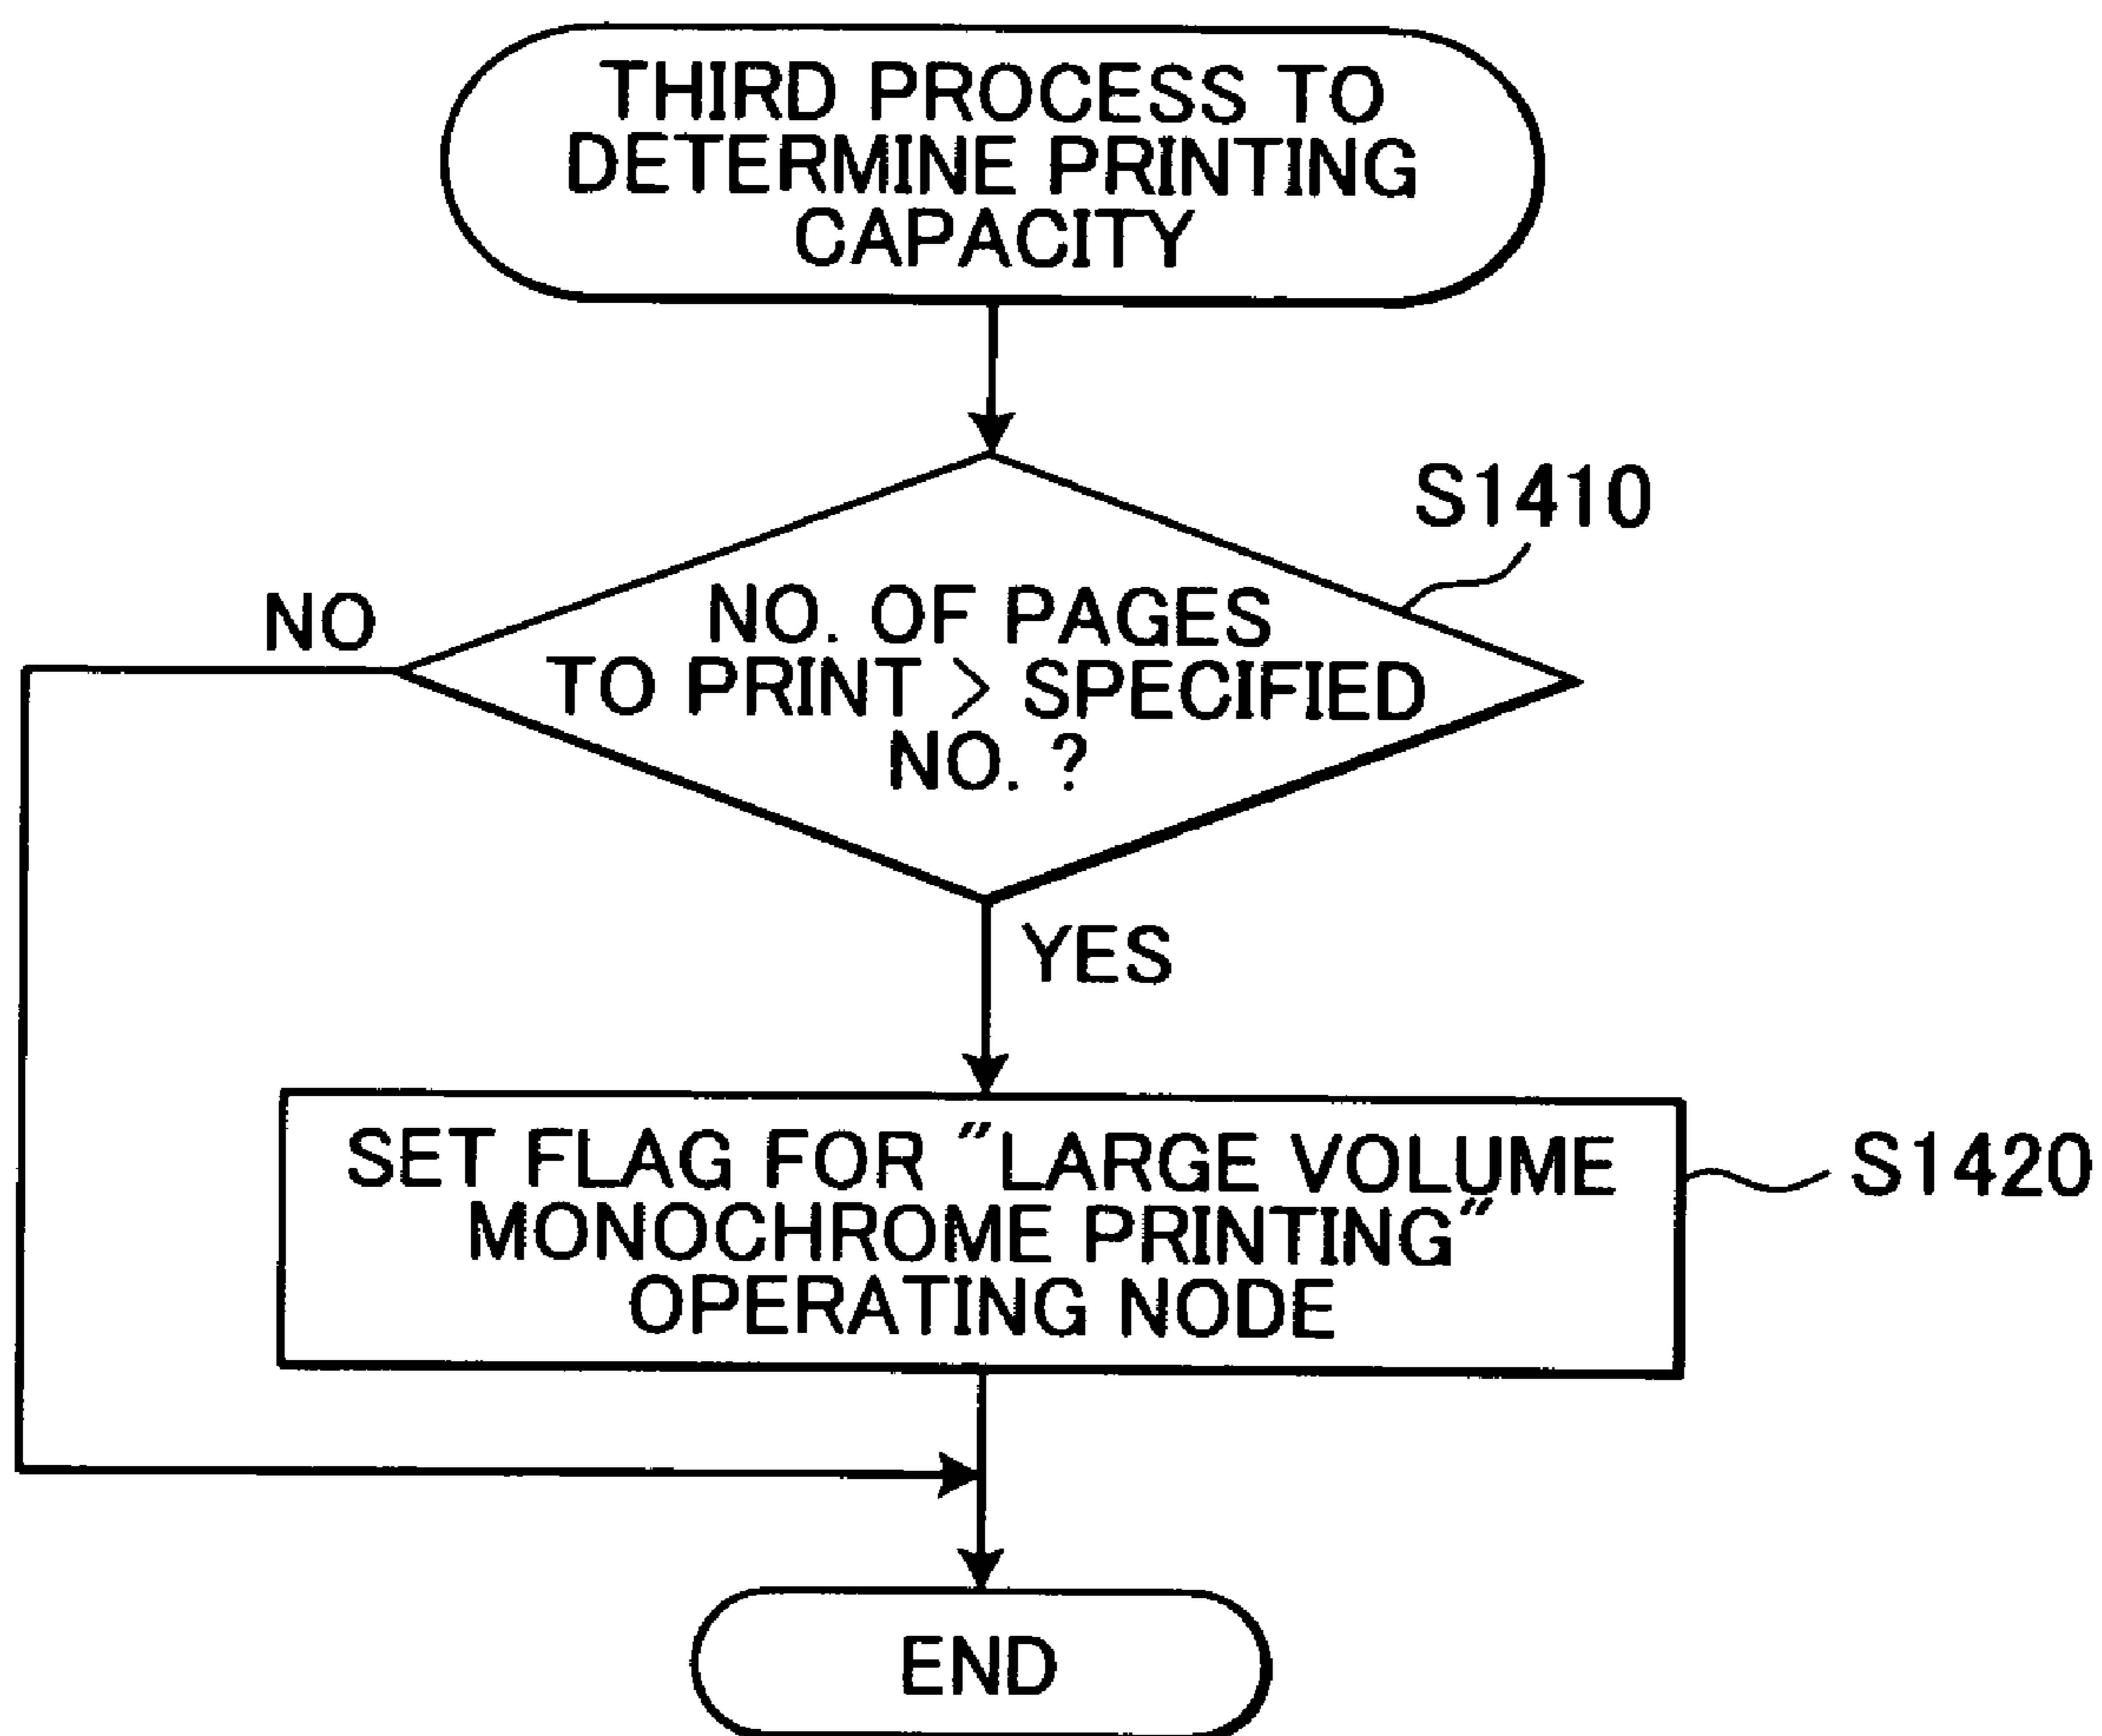 THIRD PROCESS TO
DETERMINE PRINTING
CAPACITY
S1410
NO
NO. OF PAGES
TO PRINT > SPECIFIED
NO. ?
YES
SET FLAG FOR "LARGE VOLUME
MONOCHROME PRINTING"
OPERATING NODE
S1420
END